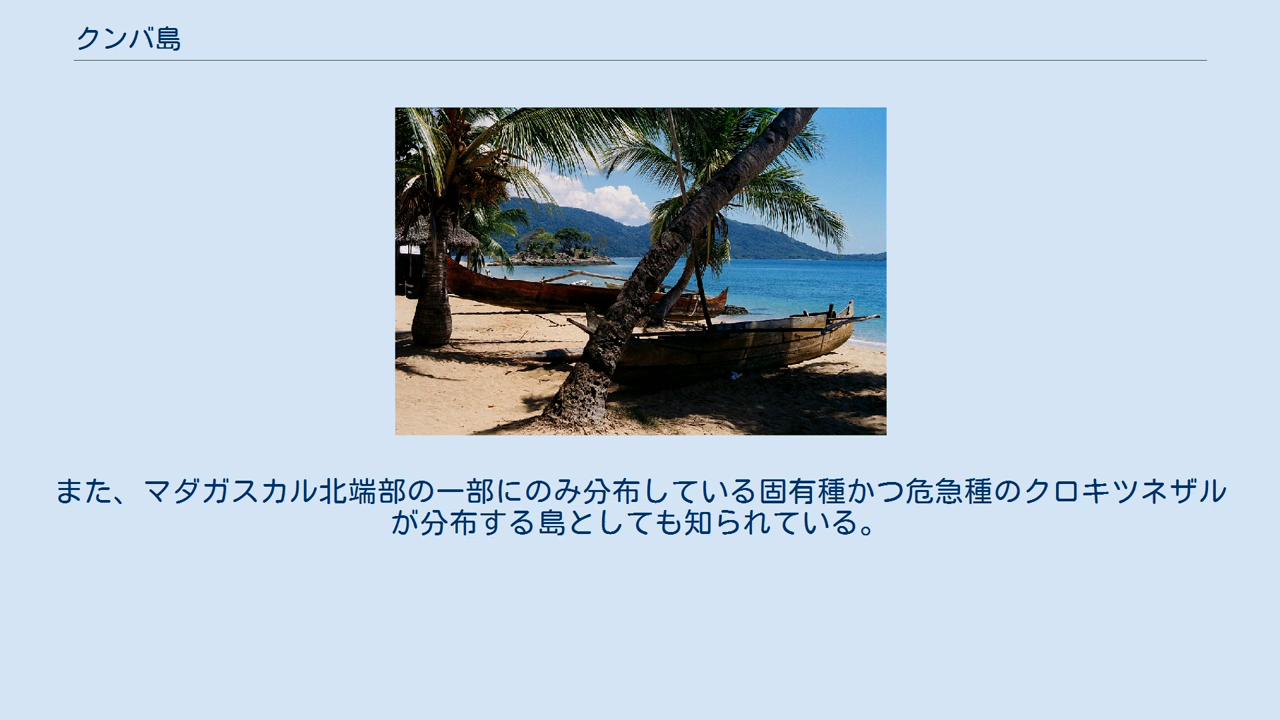 クンバ島
また、マダガスカル北端部の一部にのみ分布している固有種かつ危急種のクロキツネザル
が分布する島としても知られている。